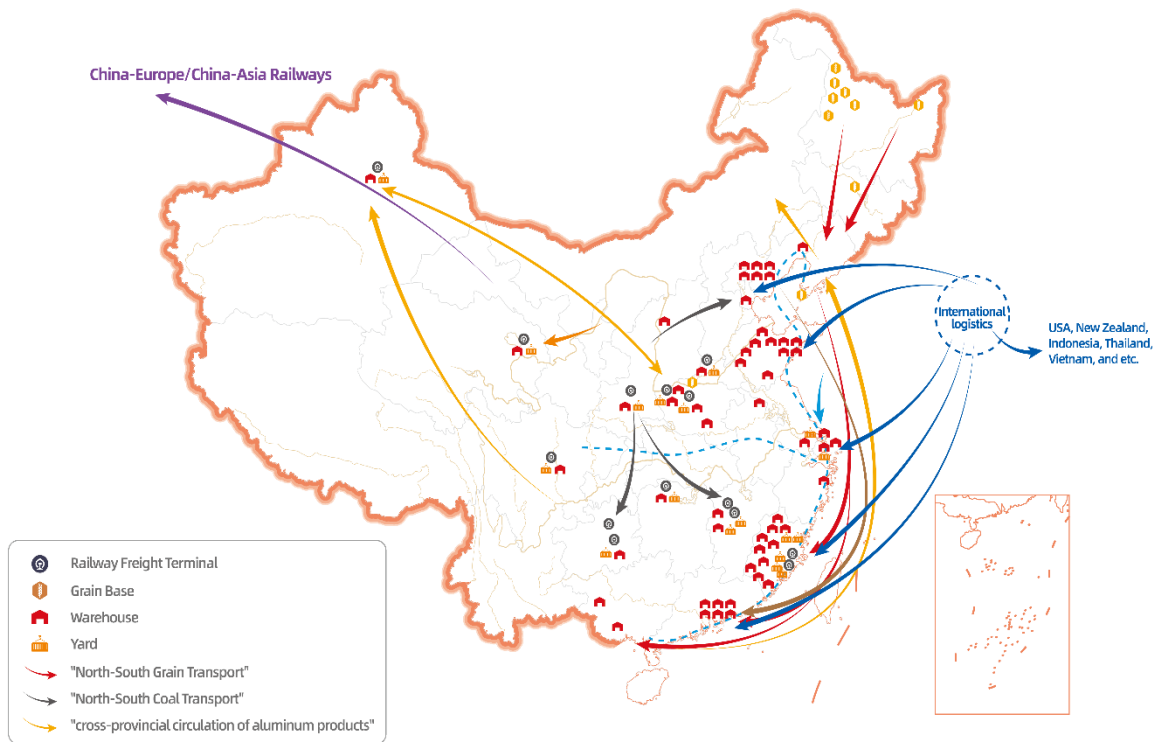 China-Europe/China-Asia Railways
International
logistics
USA, New Zealand,
Indonesia, Thailand,
Vietnam, and etc.
Railway Freight Terminal
Grain Base
Warehouse
Yard
"North-South Grain Transport"
"North-South Coal Transport"
"cross-provincial circulation of aluminum products"